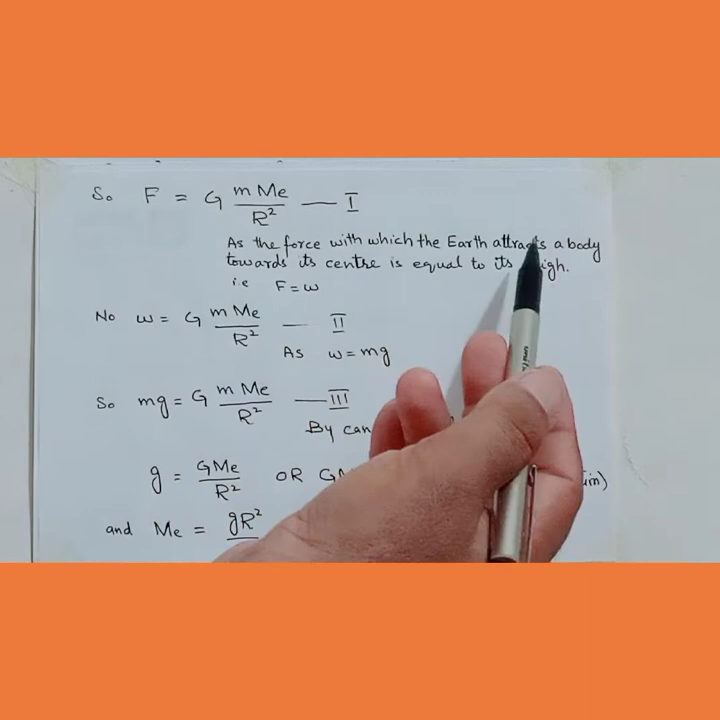 So F = G m Me / R² — I
As the force with which the Earth attracts a body
towards its centre is equal to its igh.
i.e F = w
No w = G m Me / R² — II
As w = mg
So mg = G m Me / R² — III
By can
g = GMe / R² OR GM
and Me = gR²